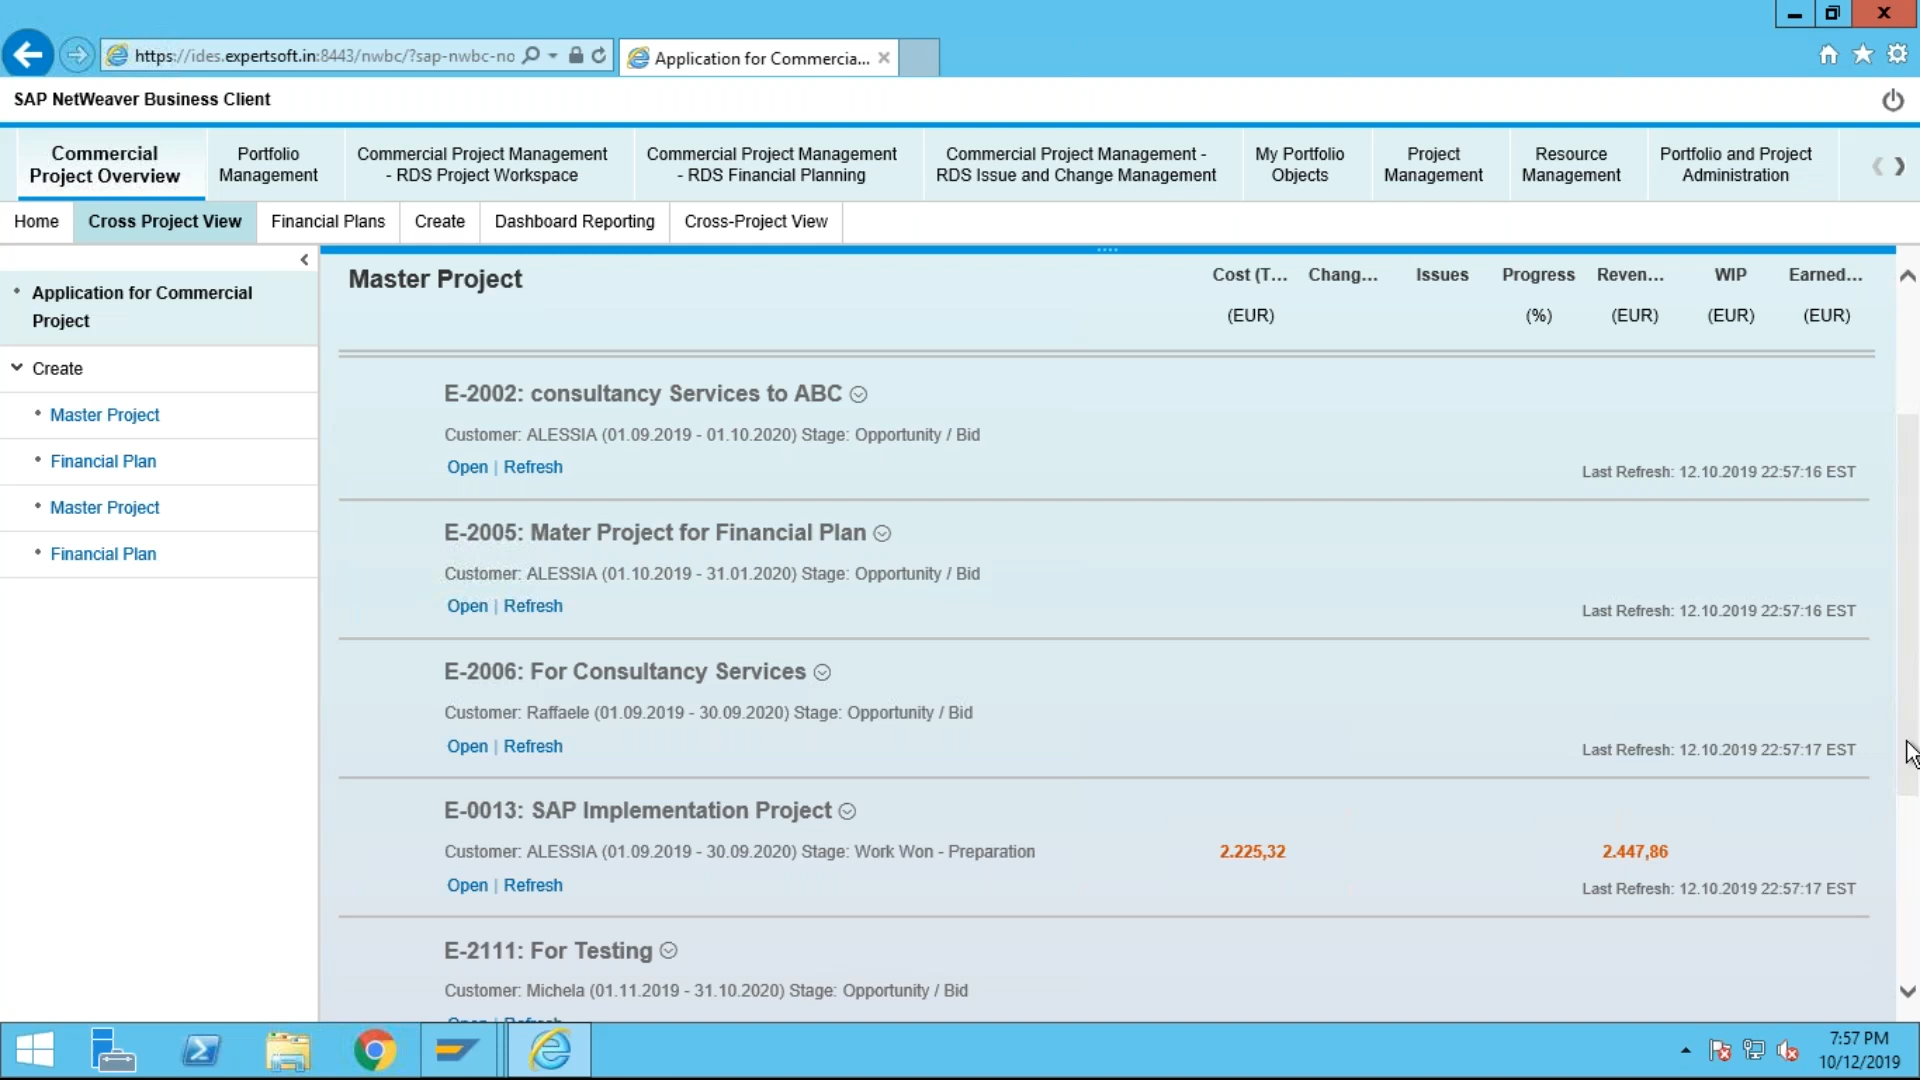 https://ides.expertsoft.in:8443/nwbc/?sap-nwbc-no
Application for Commercia...
SAP NetWeaver Business Client
Commercial Project Overview
Portfolio Management
Commercial Project Management - RDS Project Workspace
Commercial Project Management - RDS Financial Planning
Commercial Project Management - RDS Issue and Change Management
My Portfolio Objects
Project Management
Resource Management
Portfolio and Project Administration
Home
Cross Project View
Financial Plans
Create
Dashboard Reporting
Cross-Project View
Application for Commercial Project
Create
Master Project
Financial Plan
Master Project
Financial Plan
Master Project
Cost (T...
Chang...
Issues
Progress
Reven...
WIP
Earned...
(EUR)
(%)
(EUR)
(EUR)
(EUR)
E-2002: consultancy Services to ABC
Customer: ALESSIA (01.09.2019 - 01.10.2020) Stage: Opportunity / Bid
Open | Refresh
Last Refresh: 12.10.2019 22:57:16 EST
E-2005: Mater Project for Financial Plan
Customer: ALESSIA (01.10.2019 - 31.01.2020) Stage: Opportunity / Bid
Open | Refresh
Last Refresh: 12.10.2019 22:57:16 EST
E-2006: For Consultancy Services
Customer: Raffaele (01.09.2019 - 30.09.2020) Stage: Opportunity / Bid
Open | Refresh
Last Refresh: 12.10.2019 22:57:17 EST
E-0013: SAP Implementation Project
Customer: ALESSIA (01.09.2019 - 30.09.2020) Stage: Work Won - Preparation
2.225,32
2.447,86
Open | Refresh
Last Refresh: 12.10.2019 22:57:17 EST
E-2111: For Testing
Customer: Michela (01.11.2019 - 31.10.2020) Stage: Opportunity / Bid
Open | Refresh
7:57 PM
10/12/2019